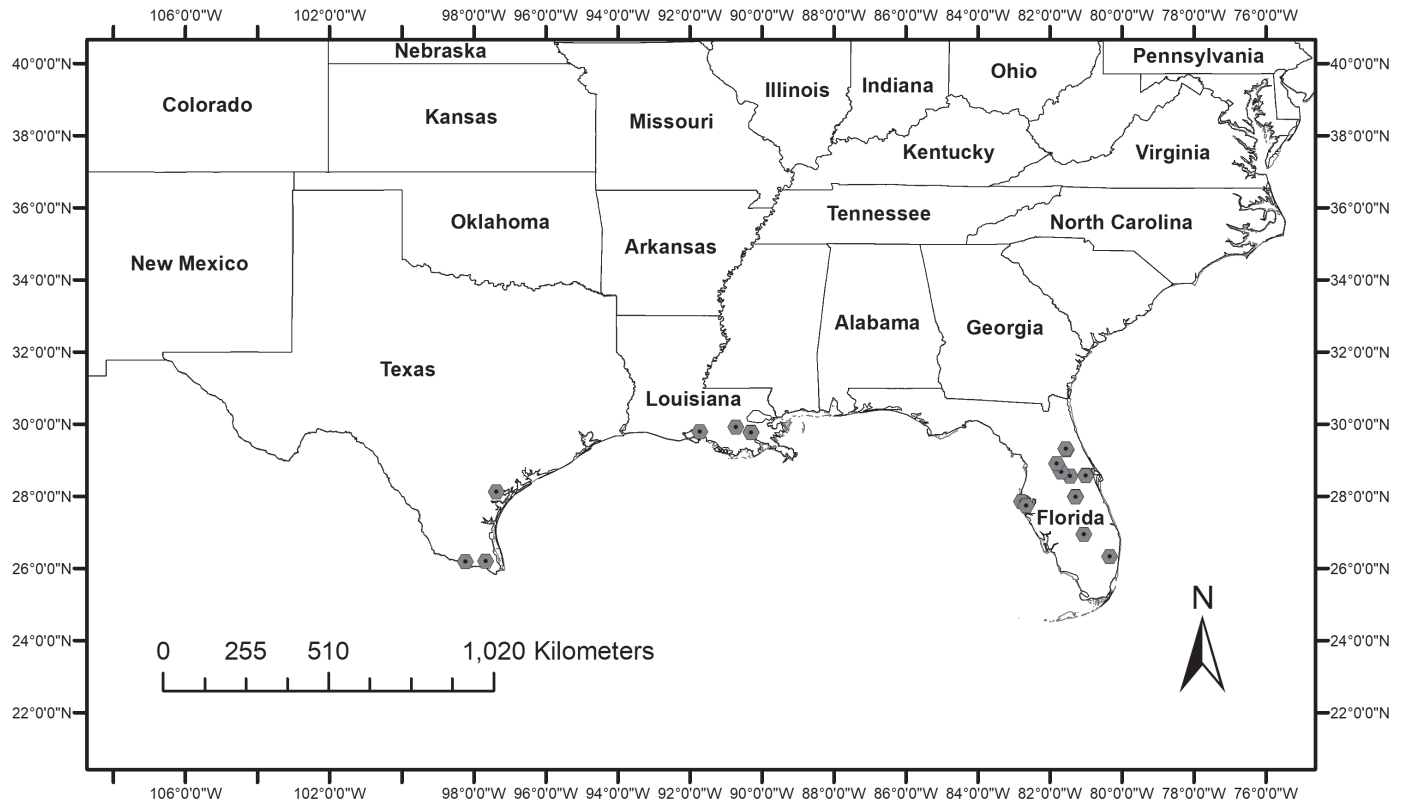 106°0'0"W 102°0'0"W 98°0'0"W 96°0'0"W 94°0'0"W 92°0'0"W 90°0'0"W 88°0'0"W 86°0'0"W 84°0'0"W 82°0'0"W 80°0'0"W 76°0'0"W
Nebraska
Pennsylvania
40°0'0"N 40°0'0"N
Ohio
Indiana
Illinois
Colorado
Kansas
Missouri
38°0'0"N 38°0'0"N
Kentucky
Virginia
36°0'0"N 36°0'0"N
Tennessee
Oklahoma
North Carolina
Arkansas
New Mexico
34°0'0"N 34°0'0"N
Alabama
Georgia
32°0'0"N 32°0'0"N
Texas
Louisiana
30°0'0"N 30°0'0"N
28°0'0"N 28°0'0"N
Florida
26°0'0"N 26°0'0"N
N
24°0'0"N 24°0'0"N
0 255 510 1,020 Kilometers
22°0'0"N 22°0'0"N
106°0'0"W 102°0'0"W 98°0'0"W 96°0'0"W 94°0'0"W 92°0'0"W 90°0'0"W 88°0'0"W 86°0'0"W 84°0'0"W 82°0'0"W 80°0'0"W 76°0'0"W